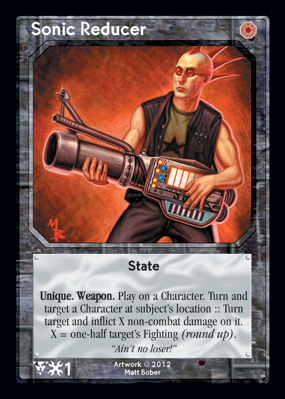 Sonic Reducer
State
Unique. Weapon. Play on a Character. Turn and
target a Character at subject's location :: Turn
target and inflict X non-combat damage on it.
X = one-half target's Fighting (round up).
"Ain't no loser!"
1
Artwork © 2012
Matt Bober